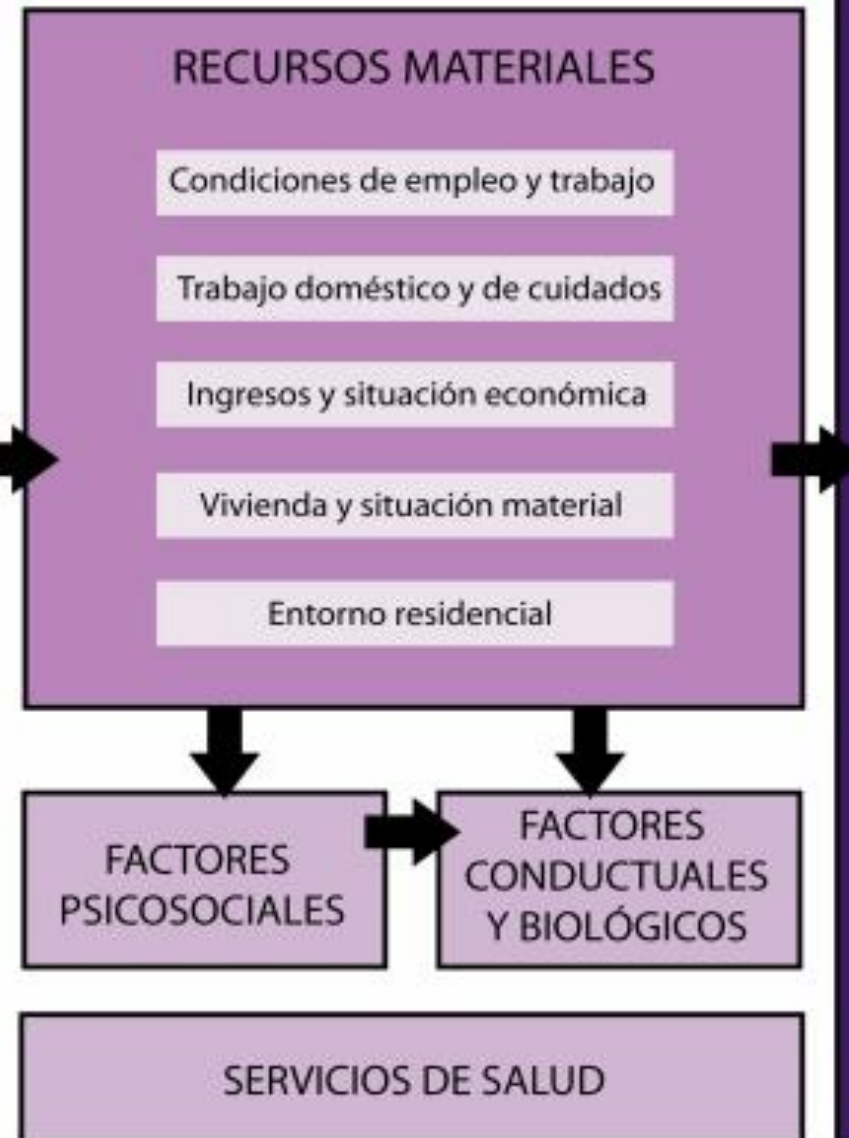 RECURSOS MATERIALES
Condiciones de empleo y trabajo
Trabajo doméstico y de cuidados
Ingresos y situación económica
Vivienda y situación material
Entorno residencial
FACTORES
PSICOSOCIALES
FACTORES
CONDUCTUALES
Y BIOLÓGICOS
SERVICIOS DE SALUD